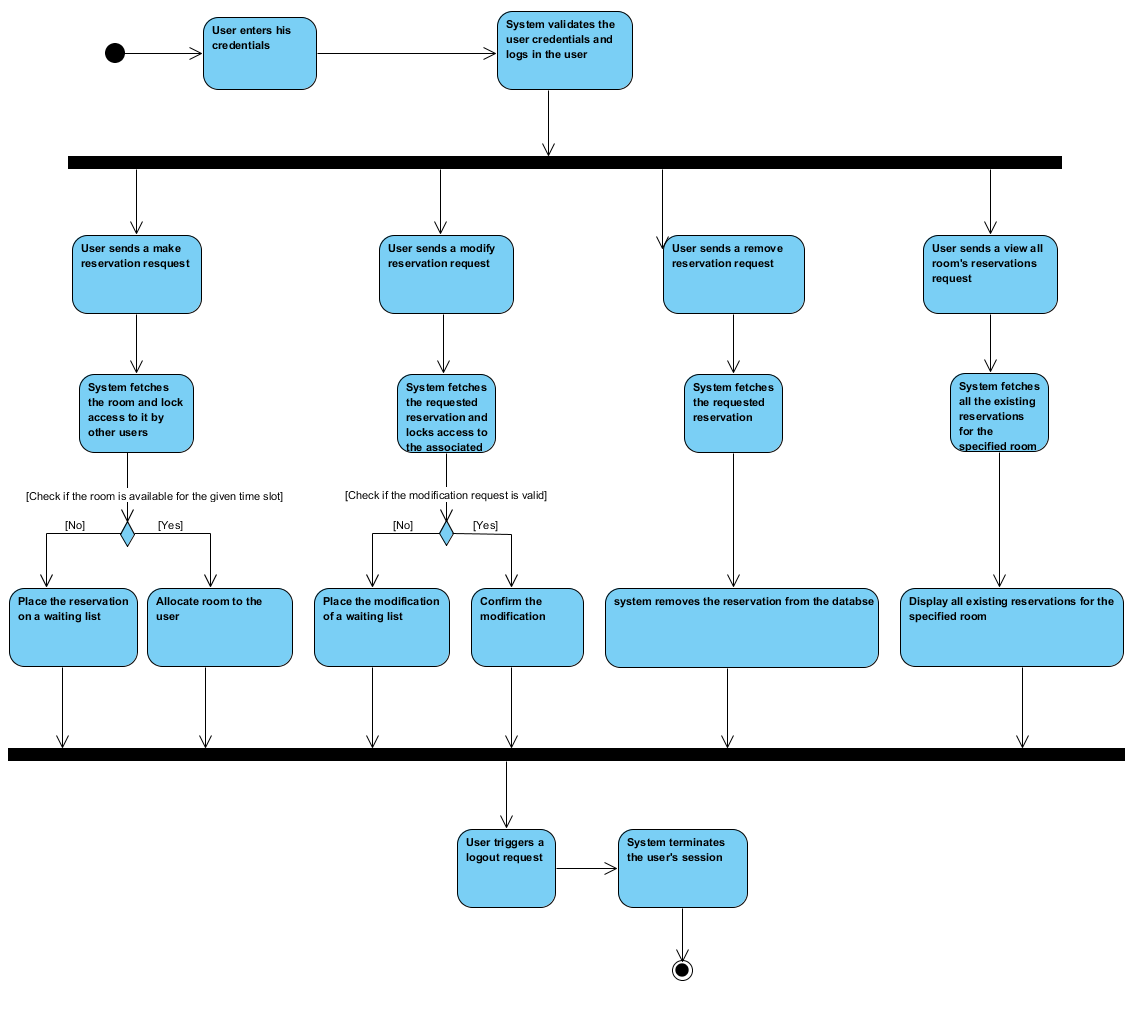 User enters his
credentials
System validates the
user credentials and
logs in the user
User sends a make
reservation resquest
User sends a modify
reservation request
User sends a remove
reservation request
User sends a view all
room's reservations
request
System fetches
the room and lock
access to it by
other users
System fetches
the requested
reservation and
locks access to
the associated
System fetches
the requested
reservation
System fetches
all the existing
reservations
for the
specified room
[Check if the room is available for the given time slot]
[Check if the modification request is valid]
[No]
[Yes]
[No]
[Yes]
Place the reservation
on a waiting list
Allocate room to the
user
Place the modification
of a waiting list
Confirm the
modification
system removes the reservation from the databse
Display all existing reservations for the
specified room
User triggers a
logout request
System terminates
the user's session